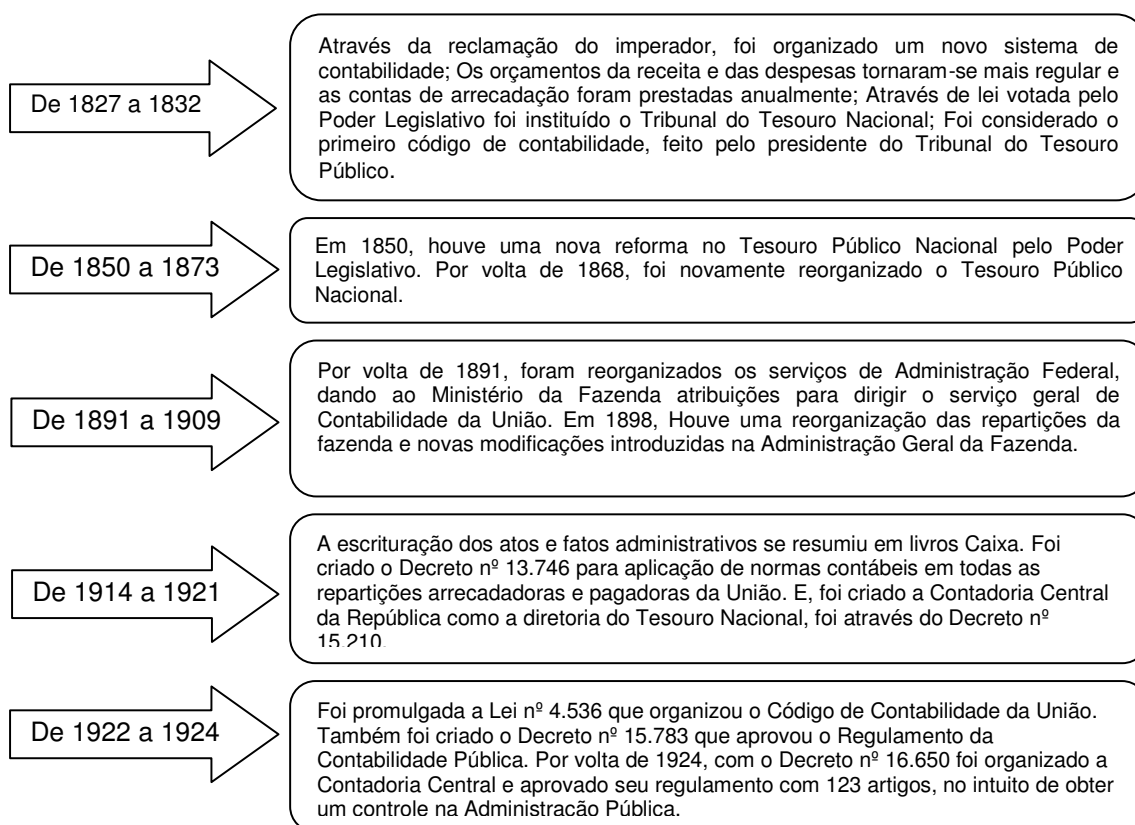 De 1827 a 1832
Através da reclamação do imperador, foi organizado um novo sistema de
contabilidade; Os orçamentos da receita e das despesas tornaram-se mais regular e
as contas de arrecadação foram prestadas anualmente; Através de lei votada pelo
Poder Legislativo foi instituído o Tribunal do Tesouro Nacional; Foi considerado o
primeiro código de contabilidade, feito pelo presidente do Tribunal do Tesouro
Público.
De 1850 a 1873
Em 1850, houve uma nova reforma no Tesouro Público Nacional pelo Poder
Legislativo. Por volta de 1868, foi novamente reorganizado o Tesouro Público
Nacional.
De 1891 a 1909
Por volta de 1891, foram reorganizados os serviços de Administração Federal,
dando ao Ministério da Fazenda atribuições para dirigir o serviço geral de
Contabilidade da União. Em 1898, Houve uma reorganização das repartições da
fazenda e novas modificações introduzidas na Administração Geral da Fazenda.
De 1914 a 1921
A escrituração dos atos e fatos administrativos se resumiu em livros Caixa. Foi
criado o Decreto nº 13.746 para aplicação de normas contábeis em todas as
repartições arrecadadoras e pagadoras da União. E, foi criado a Contadoria Central
da República como a diretoria do Tesouro Nacional, foi através do Decreto nº
15.210.
De 1922 a 1924
Foi promulgada a Lei nº 4.536 que organizou o Código de Contabilidade da União.
Também foi criado o Decreto nº 15.783 que aprovou o Regulamento da
Contabilidade Pública. Por volta de 1924, com o Decreto nº 16.650 foi organizado a
Contadoria Central e aprovado seu regulamento com 123 artigos, no intuito de obter
um controle na Administração Pública.